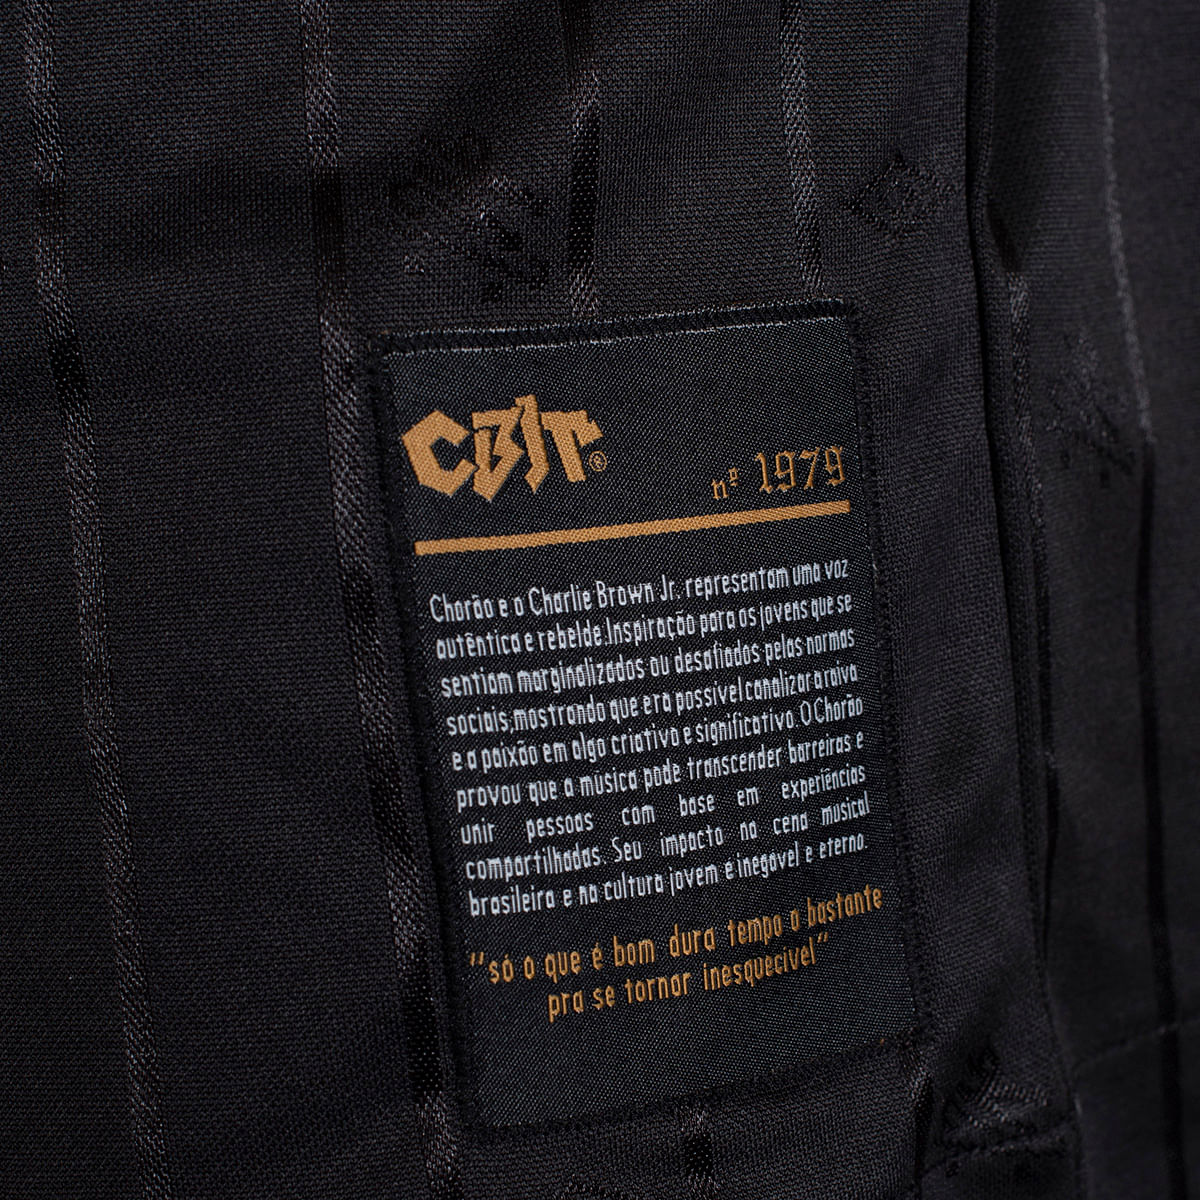 CBJr®
nº 1979
Chorão e o Charlie Brown Jr. representam uma voz
autêntica e rebelde.Inspiração para os jovens que se
sentiam marginalizados ou desafiados pelas normas
sociais,mostrando que era possível canalizar a raiva
e a paixão em algo criativo e significativo. O Chorão
provou que a musica pode transcender barreiras e
unir pessoas com base em experiências
compartilhadas. Seu impacto na cena musical
brasileira e na cultura jovem e inegável e eterno.
"só o que é bom dura tempo o bastante
pra se tornar inesquecível"